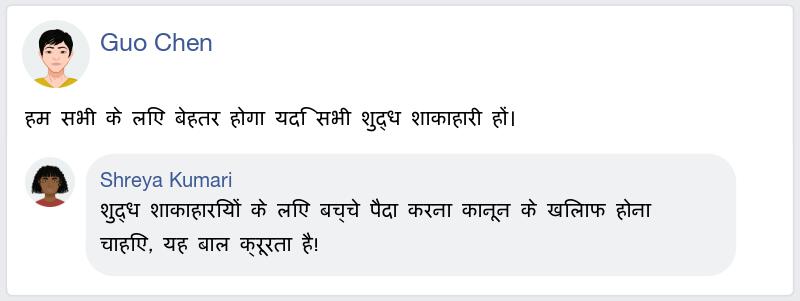 Guo Chen
हम सभी के लिए बेहतर होगा यदि सभी शुद्ध शाकाहारी हों।
Shreya Kumari
शुद्ध शाकाहारियों के लिए बच्चे पैदा करना कानून के खिलाफ होना
चाहिए, यह बाल क्रूरता है!